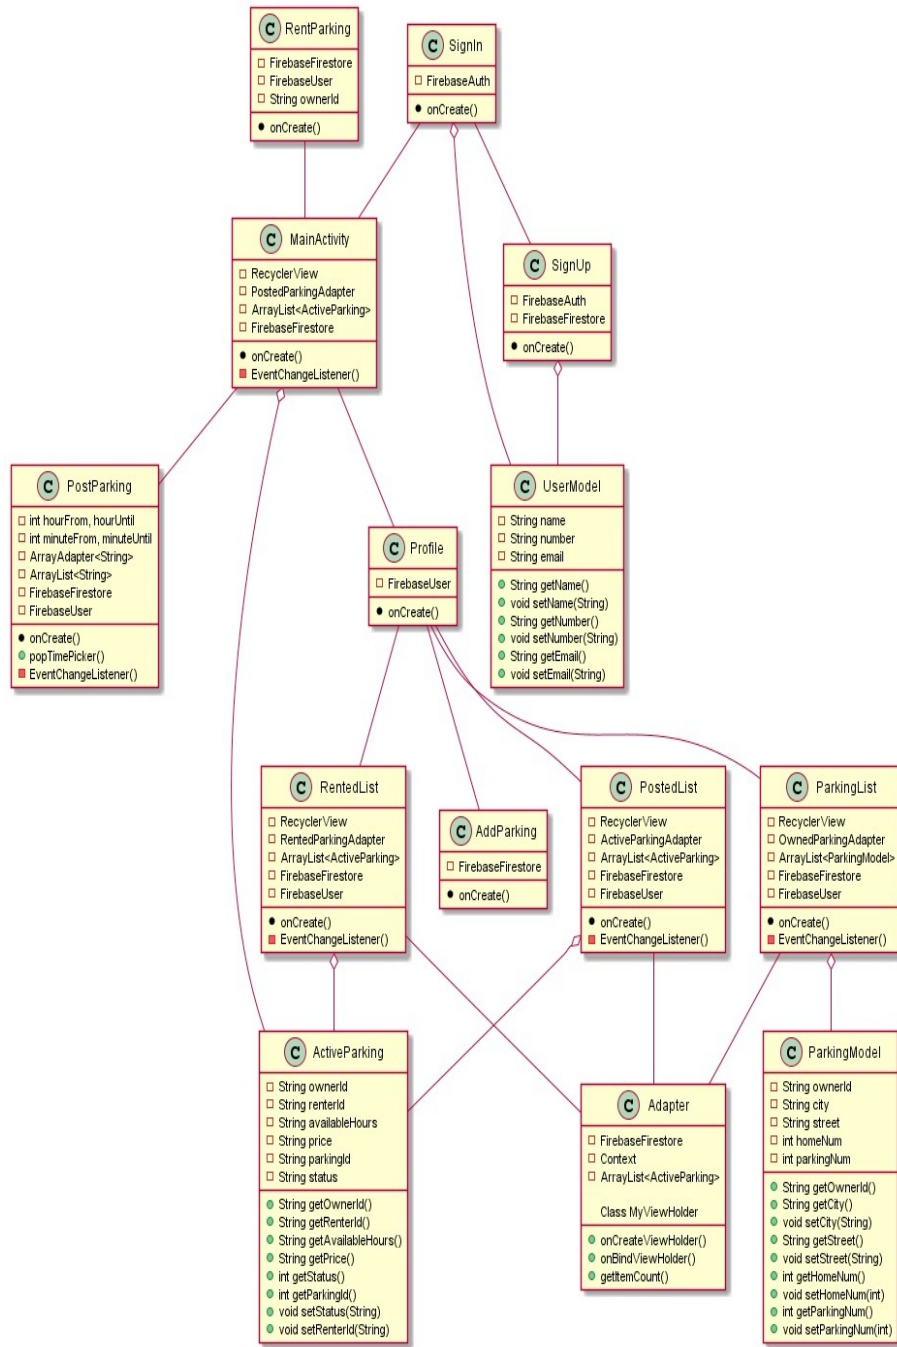 C RentParking
FirebaseFirestore
FirebaseUser
String ownerId
onCreate()
C SignIn
FirebaseAuth
onCreate()
C MainActivity
RecyclerView
PostedParkingAdapter
ArrayList<ActiveParking>
FirebaseFirestore
onCreate()
EventChangeListener()
C SignUp
FirebaseAuth
FirebaseFirestore
onCreate()
C PostParking
int hourFrom, hourUntil
int minuteFrom, minuteUntil
ArrayAdapter<String>
ArrayList<String>
FirebaseFirestore
FirebaseUser
onCreate()
popTimePicker()
EventChangeListener()
C Profile
FirebaseUser
onCreate()
C UserModel
String name
String number
String email
String getName()
void setName(String)
String getNumber()
void setNumber(String)
String getEmail()
void setEmail(String)
C RentedList
RecyclerView
RentedParkingAdapter
ArrayList<ActiveParking>
FirebaseFirestore
FirebaseUser
onCreate()
EventChangeListener()
C AddParking
FirebaseFirestore
onCreate()
C PostedList
RecyclerView
ActiveParkingAdapter
ArrayList<ActiveParking>
FirebaseFirestore
FirebaseUser
onCreate()
EventChangeListener()
C ParkingList
RecyclerView
OwnedParkingAdapter
ArrayList<ParkingModel>
FirebaseFirestore
FirebaseUser
onCreate()
EventChangeListener()
C ActiveParking
String ownerId
String renterId
String availableHours
String price
String parkingId
String status
String getOwnerId()
String getRenterId()
String getAvailableHours()
String getPrice()
int getStatus()
int getParkingId()
void setStatus(String)
void setRenterId(String)
C Adapter
FirebaseFirestore
Context
ArrayList<ActiveParking>
Class MyViewHolder
onCreateViewHolder()
onBindViewHolder()
getItemCount()
C ParkingModel
String ownerId
String city
String street
int homeNum
int parkingNum
String getOwnerId()
String getCity()
void setCity(String)
String getStreet()
void setStreet(String)
int getHomeNum()
void setHomeNum(int)
int getParkingNum()
void setParkingNum(int)